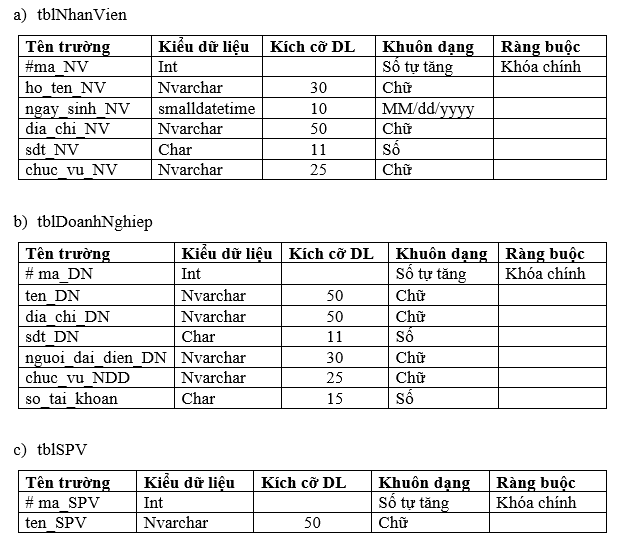 a) tblNhanVien
Tên trường Kiểu dữ liệu Kích cỡ DL Khuôn dạng Ràng buộc
#ma_NV Int Số tự tăng Khóa chính
ho_ten_NV Nvarchar 30 Chữ
ngay_sinh_NV smalldatetime 10 MM/dd/yyyy
dia_chi_NV Nvarchar 50 Chữ
sdt_NV Char 11 Số
chuc_vu_NV Nvarchar 25 Chữ
b) tblDoanhNghiep
Tên trường Kiểu dữ liệu Kích cỡ DL Khuôn dạng Ràng buộc
# ma_DN Int Số tự tăng Khóa chính
ten_DN Nvarchar 50 Chữ
dia_chi_DN Nvarchar 50 Chữ
sdt_DN Char 11 Số
nguoi_dai_dien_DN Nvarchar 30 Chữ
chuc_vu_NDD Nvarchar 25 Chữ
so_tai_khoan Char 15 Số
c) tblSPV
Tên trường Kiểu dữ liệu Kích cỡ DL Khuôn dạng Ràng buộc
# ma_SPV Int Số tự tăng Khóa chính
ten_SPV Nvarchar 50 Chữ